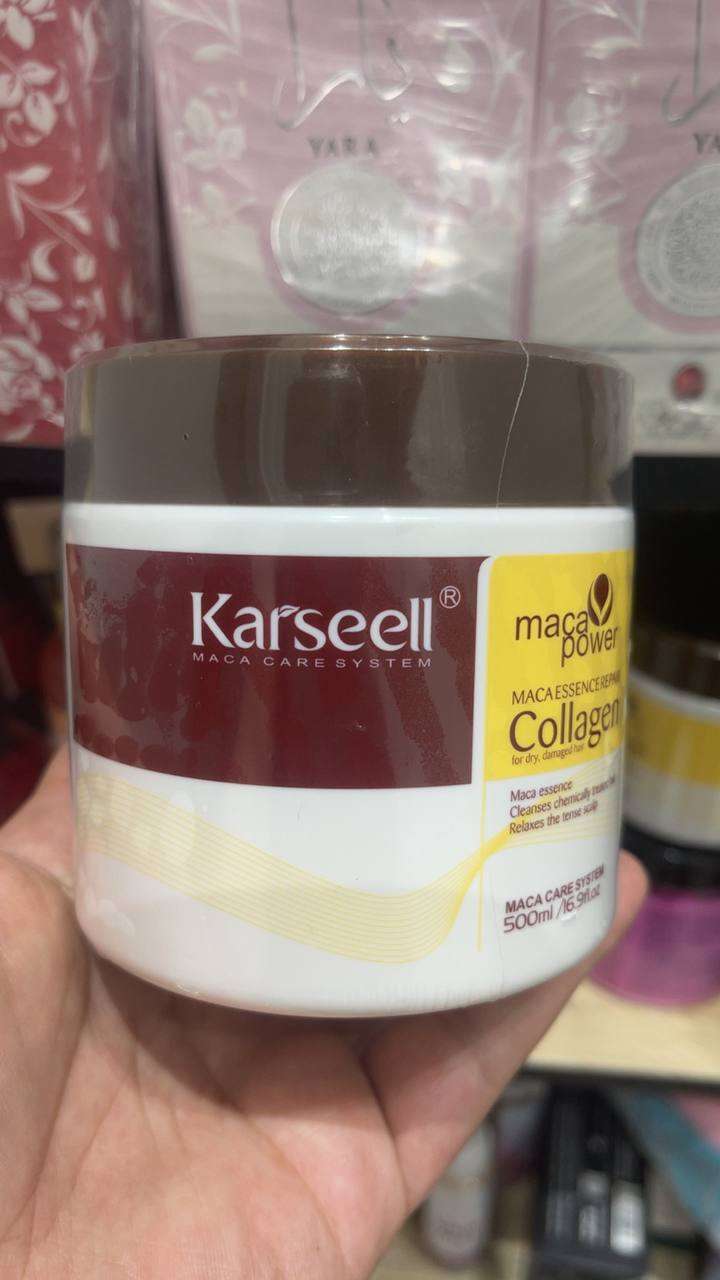 YARA
Karseell®
MACA CARE SYSTEM
maca
power
MACA ESSENCE REPAIR
Collagen
for dry, damaged hair
Maca essence
Cleanses chemically treated hair
Relaxes the tense scalp
MACA CARE SYSTEM
500ml /16.9fl.oz